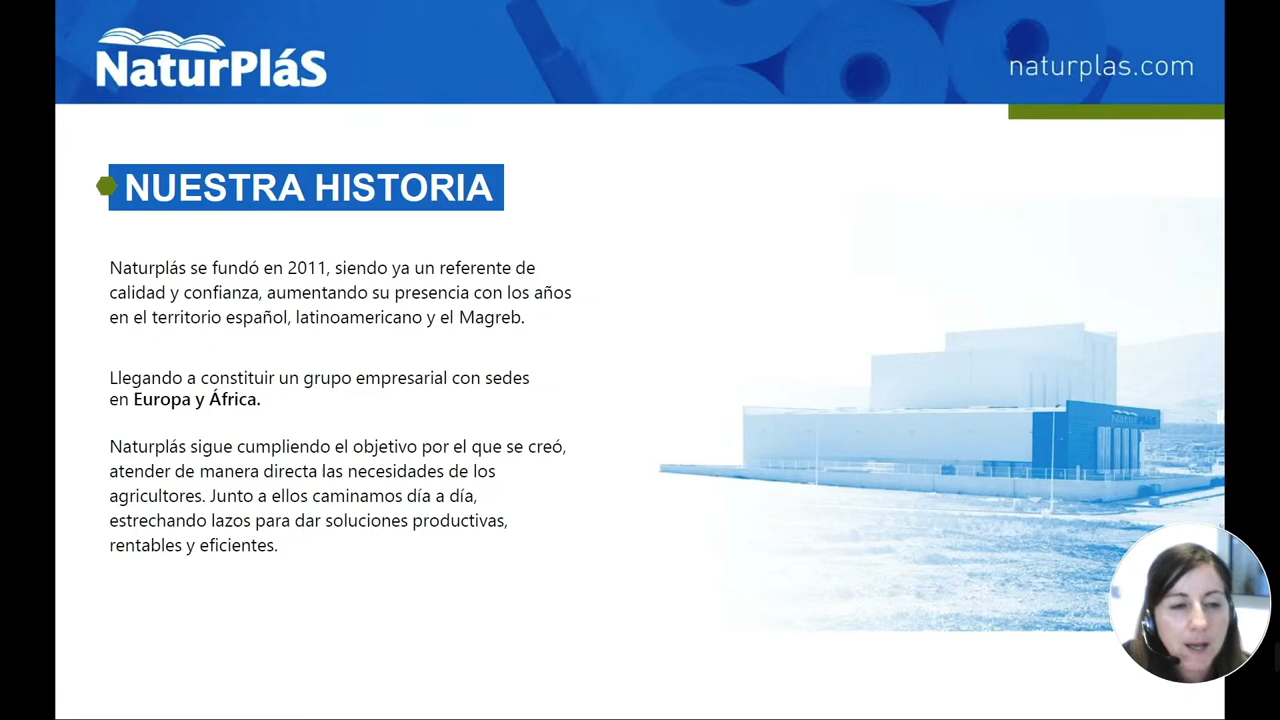 NaturPláS
naturplas.com
NUESTRA HISTORIA
Naturplás se fundó en 2011, siendo ya un referente de
calidad y confianza, aumentando su presencia con los años
en el territorio español, latinoamericano y el Magreb.
Llegando a constituir un grupo empresarial con sedes
en Europa y África.
Naturplás sigue cumpliendo el objetivo por el que se creó,
atender de manera directa las necesidades de los
agricultores. Junto a ellos caminamos día a día,
estrechando lazos para dar soluciones productivas,
rentables y eficientes.
NaturPláS